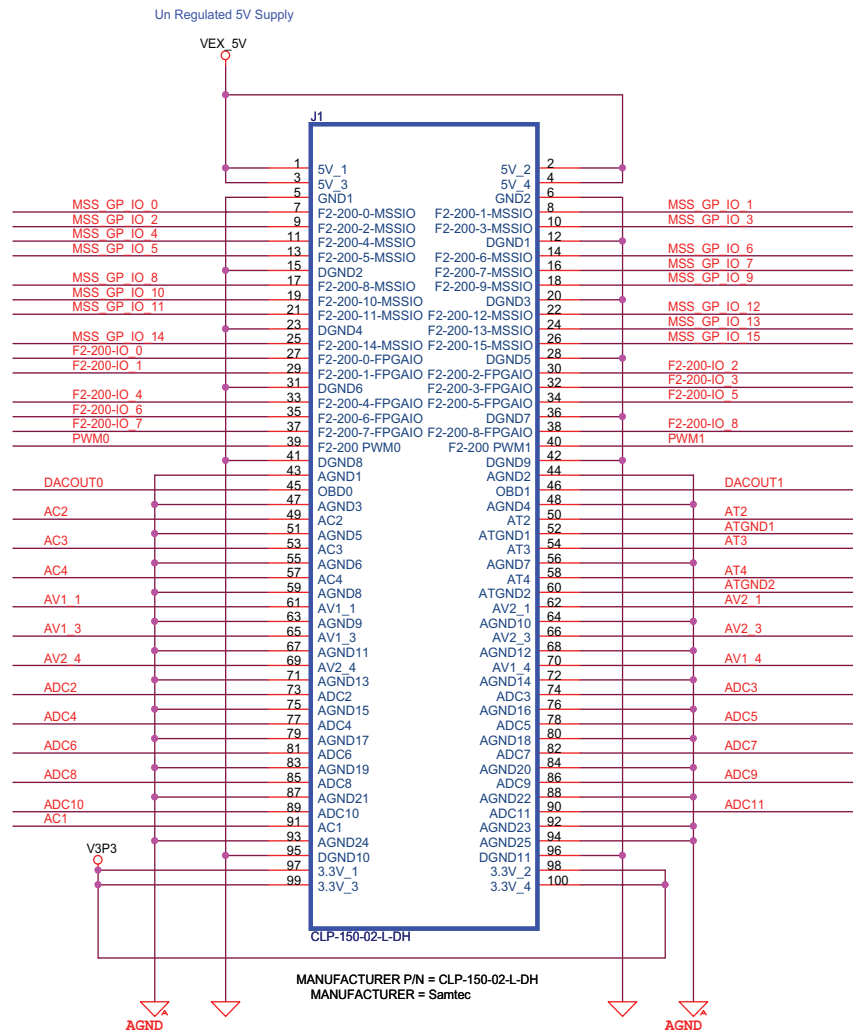 Un Regulated 5V Supply
VEX_5V
J1
1 5V_1 5V_2 2
3 5V_3 5V_4 4
5 GND1 GND2 6
MSS_GP_IO_0 7 F2-200-0-MSSIO F2-200-1-MSSIO 8 MSS_GP_IO_1
MSS_GP_IO_2 9 F2-200-2-MSSIO F2-200-3-MSSIO 10 MSS_GP_IO_3
MSS_GP_IO_4 11 F2-200-4-MSSIO DGND1 12
MSS_GP_IO_5 13 F2-200-5-MSSIO F2-200-6-MSSIO 14 MSS_GP_IO_6
15 DGND2 F2-200-7-MSSIO 16 MSS_GP_IO_7
MSS_GP_IO_8 17 F2-200-8-MSSIO F2-200-9-MSSIO 18 MSS_GP_IO_9
MSS_GP_IO_10 19 F2-200-10-MSSIO DGND3 20
MSS_GP_IO_11 21 F2-200-11-MSSIO F2-200-12-MSSIO 22 MSS_GP_IO_12
23 DGND4 F2-200-13-MSSIO 24 MSS_GP_IO_13
MSS_GP_IO_14 25 F2-200-14-MSSIO F2-200-15-MSSIO 26 MSS_GP_IO_15
F2-200-IO_0 27 F2-200-0-FPGAIO DGND5 28
F2-200-IO_1 29 F2-200-1-FPGAIO F2-200-2-FPGAIO 30 F2-200-IO_2
31 DGND6 F2-200-3-FPGAIO 32 F2-200-IO_3
F2-200-IO_4 33 F2-200-4-FPGAIO F2-200-5-FPGAIO 34 F2-200-IO_5
F2-200-IO_6 35 F2-200-6-FPGAIO DGND7 36
F2-200-IO_7 37 F2-200-7-FPGAIO F2-200-8-FPGAIO 38 F2-200-IO_8
PWM0 39 F2-200 PWM0 F2-200 PWM1 40 PWM1
41 DGND8 DGND9 42
43 AGND1 AGND2 44
DACOUT0 45 OBD0 OBD1 46 DACOUT1
47 AGND3 AGND4 48
AC2 49 AC2 AT2 50 AT2
51 AGND5 ATGND1 52 ATGND1
AC3 53 AC3 AT3 54 AT3
55 AGND6 AGND7 56
AC4 57 AC4 AT4 58 AT4
59 AGND8 ATGND2 60 ATGND2
AV1_1 61 AV1_1 AV2_1 62 AV2_1
63 AGND9 AGND10 64
AV1_3 65 AV1_3 AV2_3 66 AV2_3
67 AGND11 AGND12 68
AV2_4 69 AV2_4 AV1_4 70 AV1_4
71 AGND13 AGND14 72
ADC2 73 ADC2 ADC3 74 ADC3
75 AGND15 AGND16 76
ADC4 77 ADC4 ADC5 78 ADC5
79 AGND17 AGND18 80
ADC6 81 ADC6 ADC7 82 ADC7
83 AGND19 AGND20 84
ADC8 85 ADC8 ADC9 86 ADC9
87 AGND21 AGND22 88
ADC10 89 ADC10 ADC11 90 ADC11
AC1 91 AC1 AGND23 92
93 AGND24 AGND25 94
V3P3
95 DGND10 DGND11 96
97 3.3V_1 3.3V_2 98
99 3.3V_3 3.3V_4 100
CLP-150-02-L-DH
MANUFACTURER P/N = CLP-150-02-L-DH
MANUFACTURER = Samtec
A A
AGND AGND